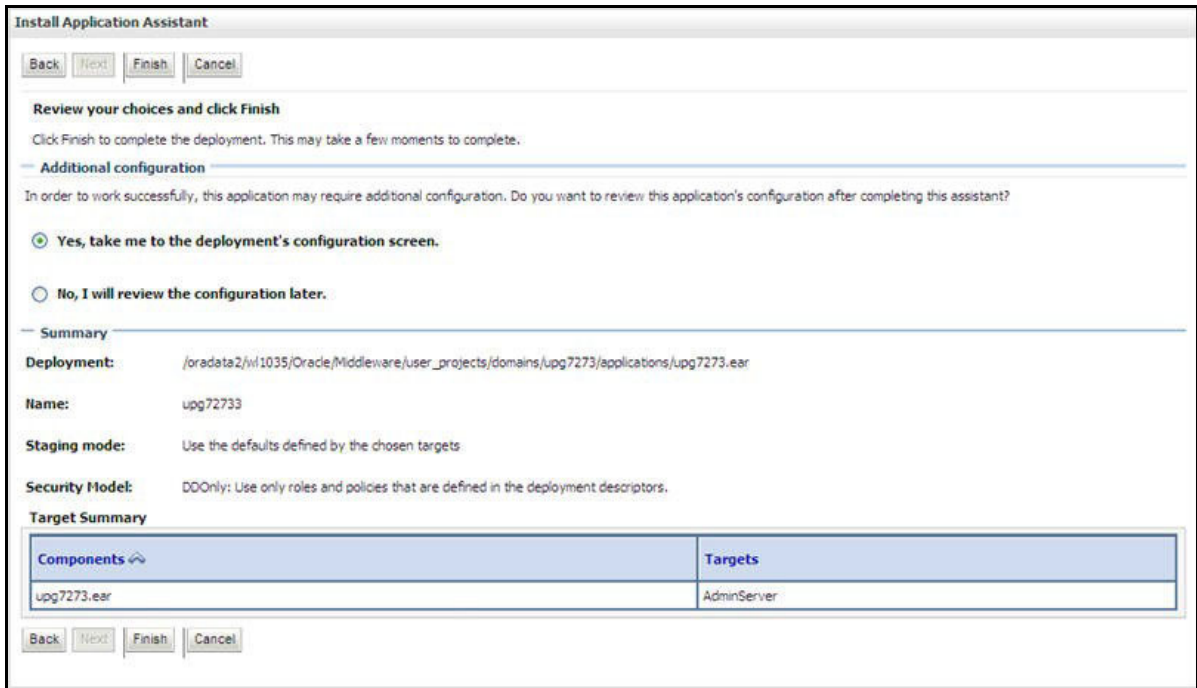 Install Application Assistant
Back Next Finish Cancel
Review your choices and click Finish
Click Finish to complete the deployment. This may take a few moments to complete.
Additional configuration
In order to work successfully, this application may require additional configuration. Do you want to review this application's configuration after completing this assistant?
Yes, take me to the deployment's configuration screen.
No, I will review the configuration later.
Summary
Deployment: /oradata2/wl1035/Oracle/Middleware/user_projects/domains/upg7273/applications/upg7273.ear
Name: upg72733
Staging mode: Use the defaults defined by the chosen targets
Security Model: DDOnly: Use only roles and policies that are defined in the deployment descriptors.
Target Summary
Components Targets
upg7273.ear AdminServer
Back Next Finish Cancel